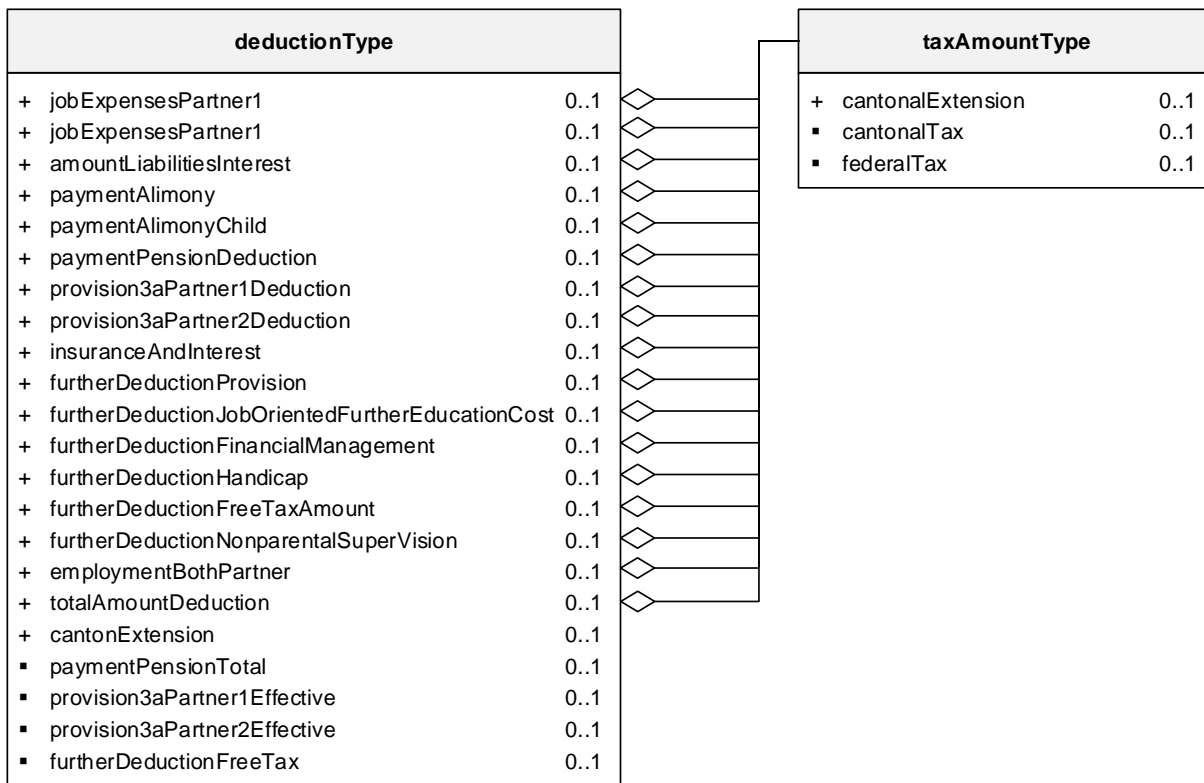 deductionType
+ jobExpensesPartner1 0..1
+ jobExpensesPartner1 0..1
+ amountLiabilitiesInterest 0..1
+ paymentAlimony 0..1
+ paymentAlimonyChild 0..1
+ paymentPensionDeduction 0..1
+ provision3aPartner1Deduction 0..1
+ provision3aPartner2Deduction 0..1
+ insuranceAndInterest 0..1
+ furtherDeductionProvision 0..1
+ furtherDeductionJobOrientedFurtherEducationCost 0..1
+ furtherDeductionFinancialManagement 0..1
+ furtherDeductionHandicap 0..1
+ furtherDeductionFreeTaxAmount 0..1
+ furtherDeductionNonparentalSuperVision 0..1
+ employmentBothPartner 0..1
+ totalAmountDeduction 0..1
+ cantonExtension 0..1
▪ paymentPensionTotal 0..1
▪ provision3aPartner1Effective 0..1
▪ provision3aPartner2Effective 0..1
▪ furtherDeductionFreeTax 0..1
taxAmountType
+ cantonalExtension 0..1
▪ cantonalTax 0..1
▪ federalTax 0..1